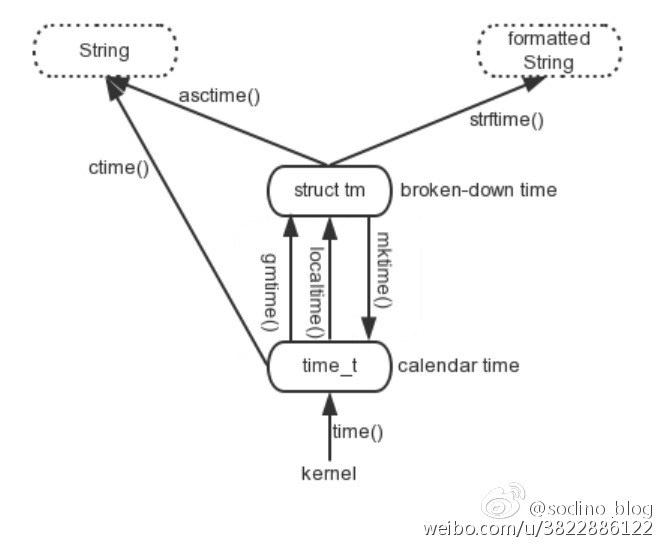 String
formatted
String
asctime()
strftime()
ctime()
struct tm
broken-down time
gmtime()
localtime()
mktime()
time_t
calendar time
time()
kernel
@sodino_blog
weibo.com/u/3822886122